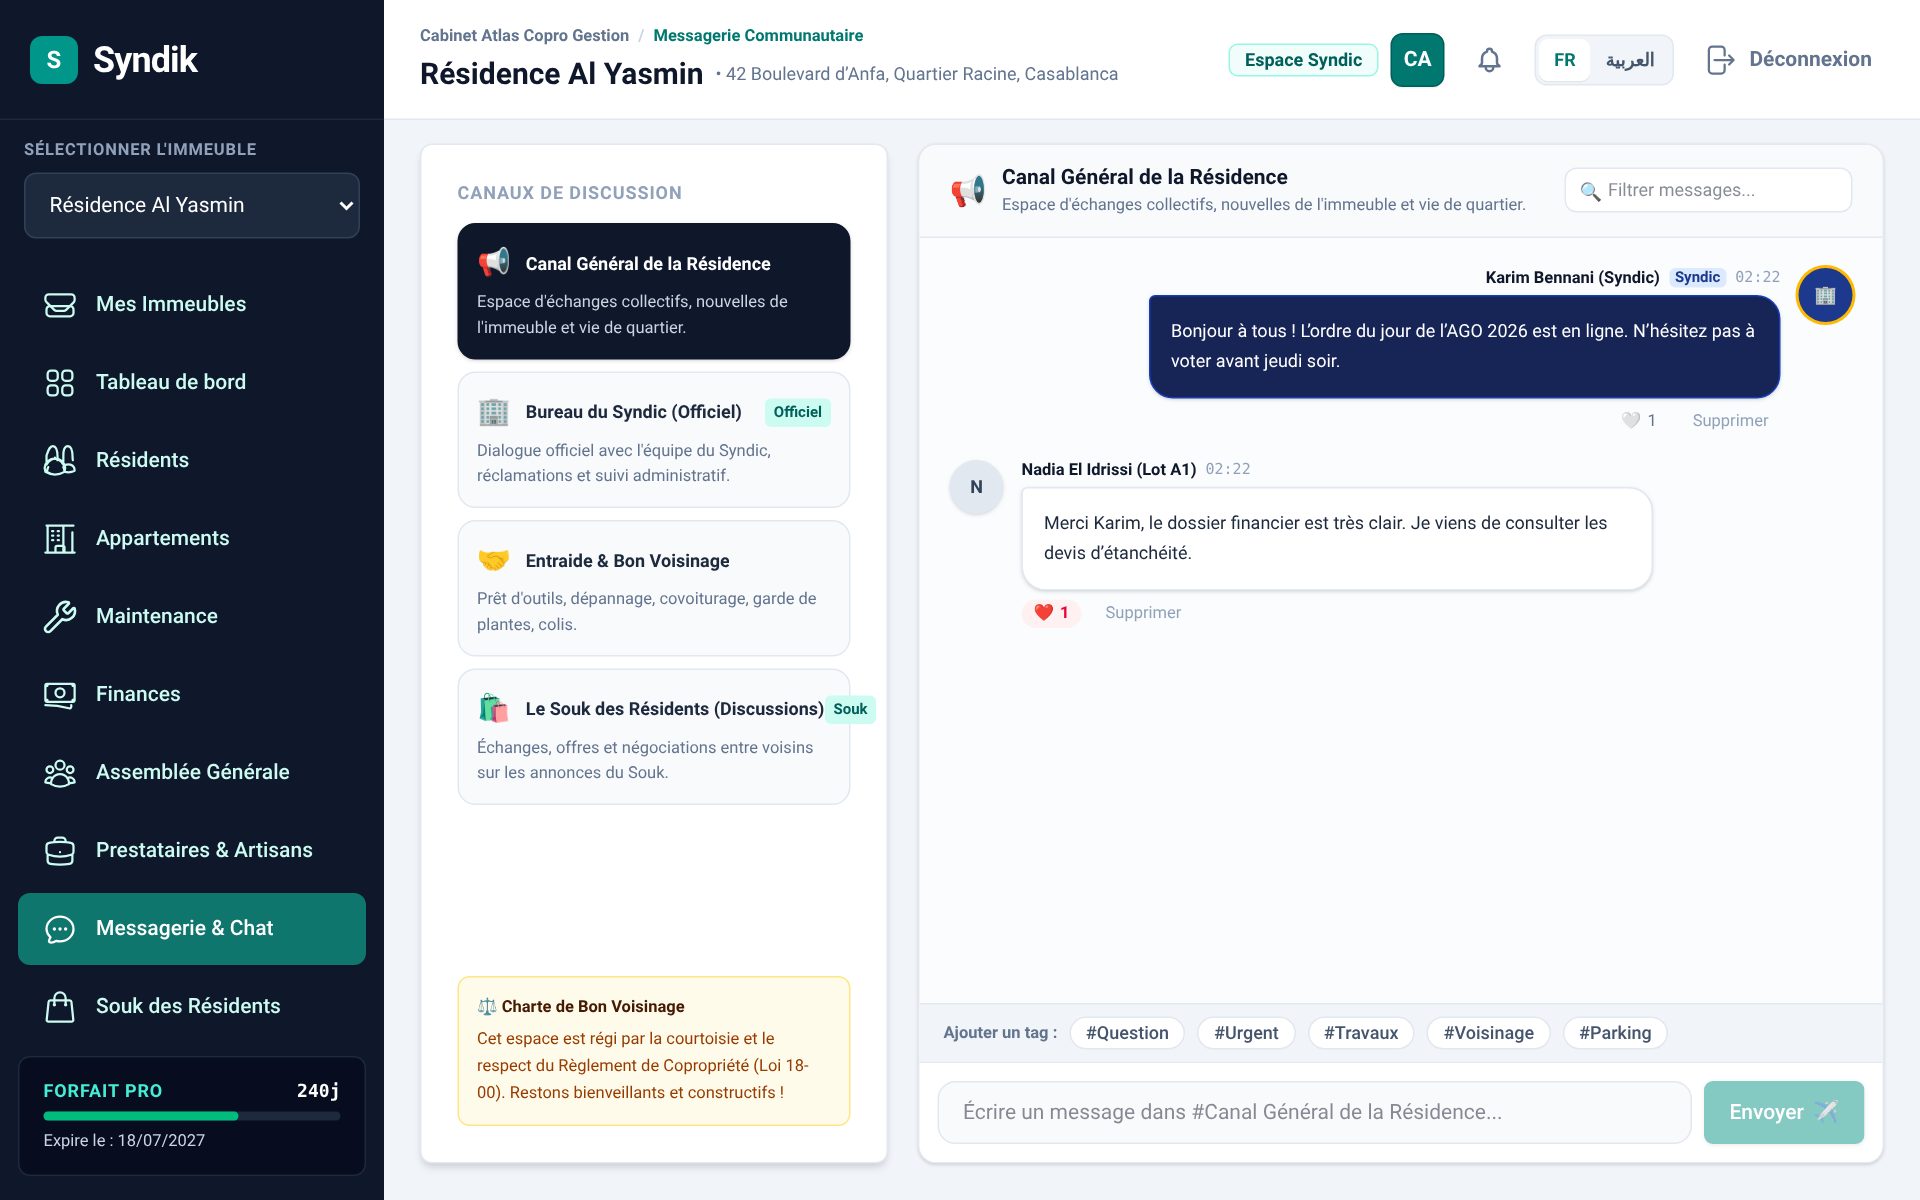 S Syndik
SÉLECTIONNER L'IMMEUBLE
Résidence Al Yasmin
Mes Immeubles
Tableau de bord
Résidents
Appartements
Maintenance
Finances
Assemblée Générale
Prestataires & Artisans
Messagerie & Chat
Souk des Résidents
FORFAIT PRO 240j
Expire le : 18/07/2027
Cabinet Atlas Copro Gestion / Messagerie Communautaire
Résidence Al Yasmin • 42 Boulevard d’Anfa, Quartier Racine, Casablanca
Espace Syndic CA FR العربية Déconnexion
CANAUX DE DISCUSSION
Canal Général de la Résidence
Espace d'échanges collectifs, nouvelles de
l'immeuble et vie de quartier.
Bureau du Syndic (Officiel) Officiel
Dialogue officiel avec l'équipe du Syndic,
réclamations et suivi administratif.
Entraide & Bon Voisinage
Prêt d'outils, dépannage, covoiturage, garde de
plantes, colis.
Le Souk des Résidents (Discussions) Souk
Échanges, offres et négociations entre voisins
sur les annonces du Souk.
Charte de Bon Voisinage
Cet espace est régi par la courtoisie et le
respect du Règlement de Copropriété (Loi 18-
00). Restons bienveillants et constructifs !
Canal Général de la Résidence
Espace d'échanges collectifs, nouvelles de l'immeuble et vie de quartier.
Filtrer messages...
Karim Bennani (Syndic) Syndic 02:22
Bonjour à tous ! L’ordre du jour de l’AGO 2026 est en ligne. N’hésitez pas à
voter avant jeudi soir.
1 Supprimer
N
Nadia El Idrissi (Lot A1) 02:22
Merci Karim, le dossier financier est très clair. Je viens de consulter les
devis d’étanchéité.
1 Supprimer
Ajouter un tag : #Question #Urgent #Travaux #Voisinage #Parking
Écrire un message dans #Canal Général de la Résidence...
Envoyer